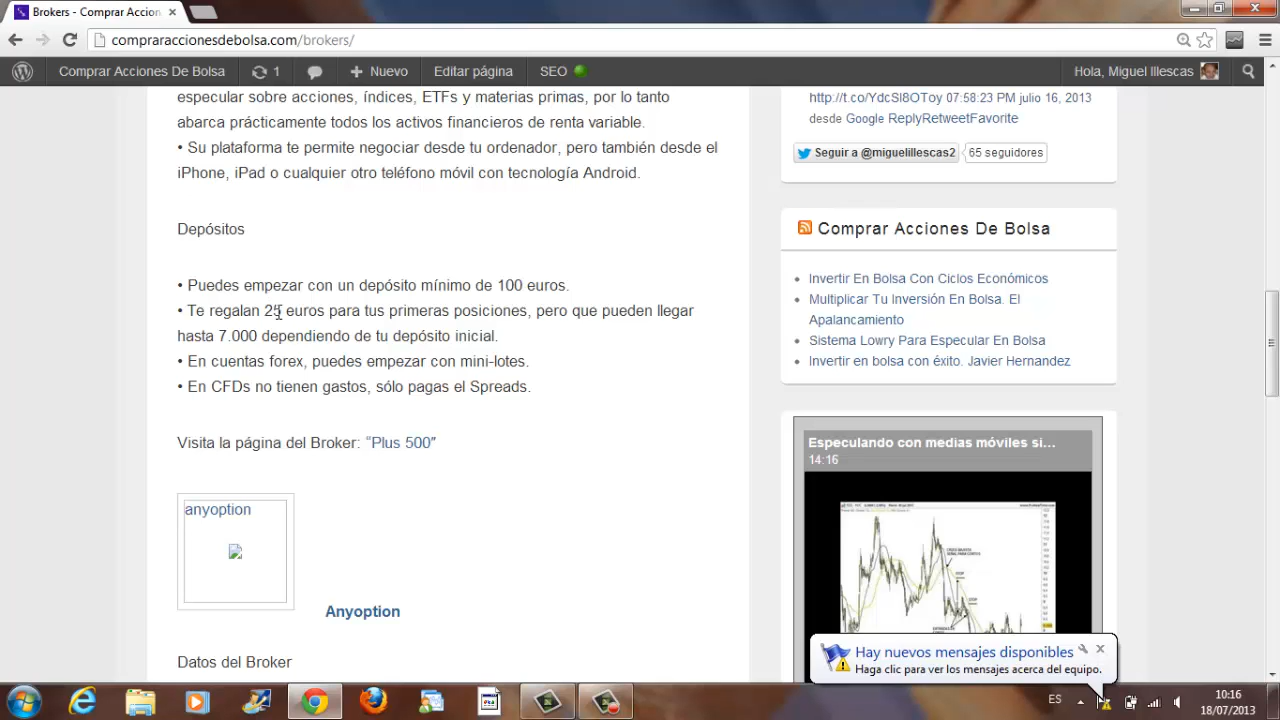 Brokers - Comprar Accion
compraraccionesdebolsa.com/brokers/
Comprar Acciones De Bolsa 1 Nuevo Editar página SEO Hola, Miguel Illescas
especular sobre acciones, índices, ETFs y materias primas, por lo tanto
abarca prácticamente todos los activos financieros de renta variable.
• Su plataforma te permite negociar desde tu ordenador, pero también desde el
iPhone, iPad o cualquier otro teléfono móvil con tecnología Android.
Depósitos
• Puedes empezar con un depósito mínimo de 100 euros.
• Te regalan 25 euros para tus primeras posiciones, pero que pueden llegar
hasta 7.000 dependiendo de tu depósito inicial.
• En cuentas forex, puedes empezar con mini-lotes.
• En CFDs no tienen gastos, sólo pagas el Spreads.
Visita la página del Broker: “Plus 500″
anyoption
Anyoption
Datos del Broker
http://t.co/YdcSl8OToy 07:58:23 PM julio 16, 2013
desde Google ReplyRetweetFavorite
Seguir a @miguelillescas2 65 seguidores
Comprar Acciones De Bolsa
• Invertir En Bolsa Con Ciclos Económicos
• Multiplicar Tu Inversión En Bolsa. El
Apalancamiento
• Sistema Lowry Para Especular En Bolsa
• Invertir en bolsa con éxito. Javier Hernandez
Especulando con medias móviles si...
14:16
Hay nuevos mensajes disponibles
Haga clic para ver los mensajes acerca del equipo.
ES
10:16
18/07/2013